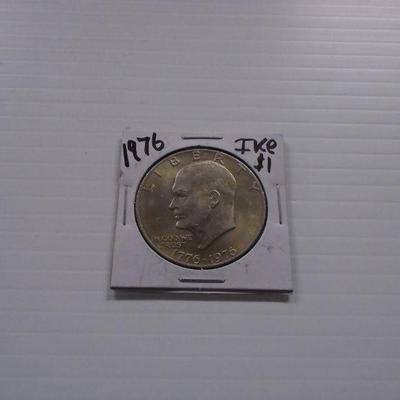 1976
IKe
$1
LIBERTY
IN GOD WE
TRUST
1776-1976